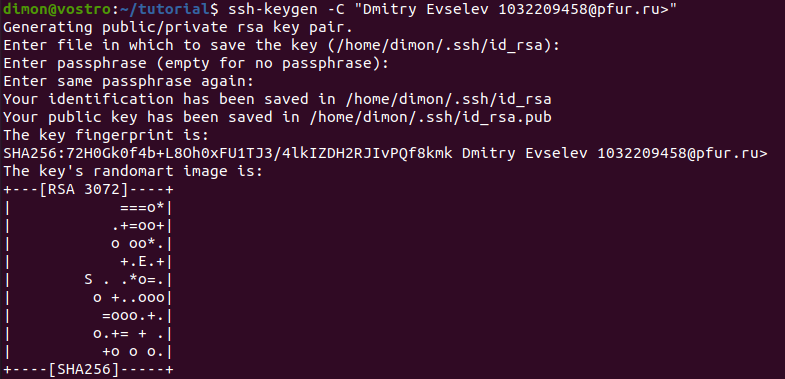 dimon@vostro:~/tutorial$ ssh-keygen -C "Dmitry Evselev 1032209458@pfur.ru>"
Generating public/private rsa key pair.
Enter file in which to save the key (/home/dimon/.ssh/id_rsa):
Enter passphrase (empty for no passphrase):
Enter same passphrase again:
Your identification has been saved in /home/dimon/.ssh/id_rsa
Your public key has been saved in /home/dimon/.ssh/id_rsa.pub
The key fingerprint is:
SHA256:72H0Gk0f4b+L8Oh0xFU1TJ3/4lkIZDH2RJIvPQf8kmk Dmitry Evselev 1032209458@pfur.ru>
The key's randomart image is:
+---[RSA 3072]----+
|            ===o*|
|           .+=oo+|
|           o oo*.|
|            +.E.+|
|        S . .*o=.|
|         o +..ooo|
|          =ooo.+.|
|         o.+= + .|
|          +o o o.|
+----[SHA256]-----+